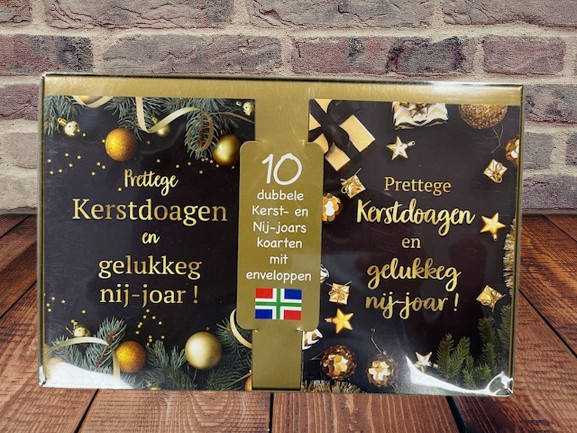 Prettege
Kerstdoagen
en
gelukkeg
nij-joar !
10
dubbele
Kerst- en
Nij-joars
koarten
mit
enveloppen
Prettege
Kerstdoagen
en
gelukkeg
nij-joar !